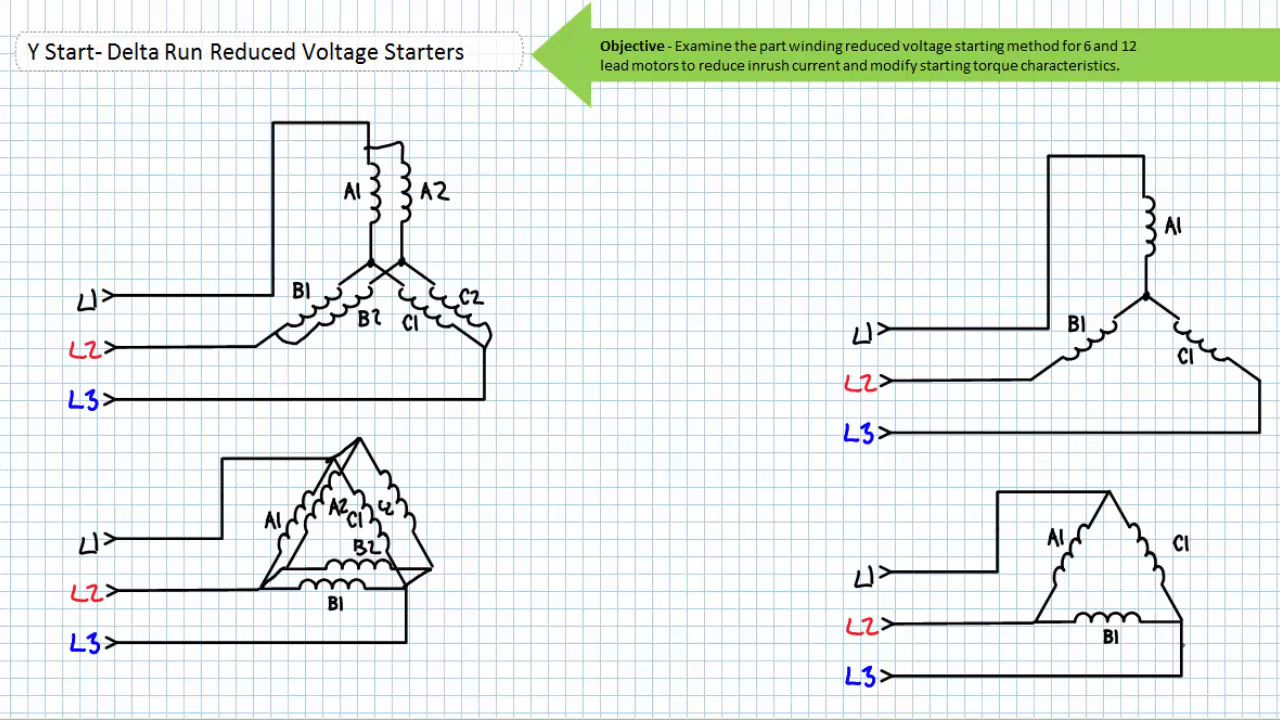 Y Start- Delta Run Reduced Voltage Starters
Objective - Examine the part winding reduced voltage starting method for 6 and 12
lead motors to reduce inrush current and modify starting torque characteristics.
A1
A2
B1
B2
C1
C2
L1
L2
L3
A1
A2
C1
C2
B2
B1
L1
L2
L3
A1
B1
C1
L1
L2
L3
A1
C1
B1
L1
L2
L3